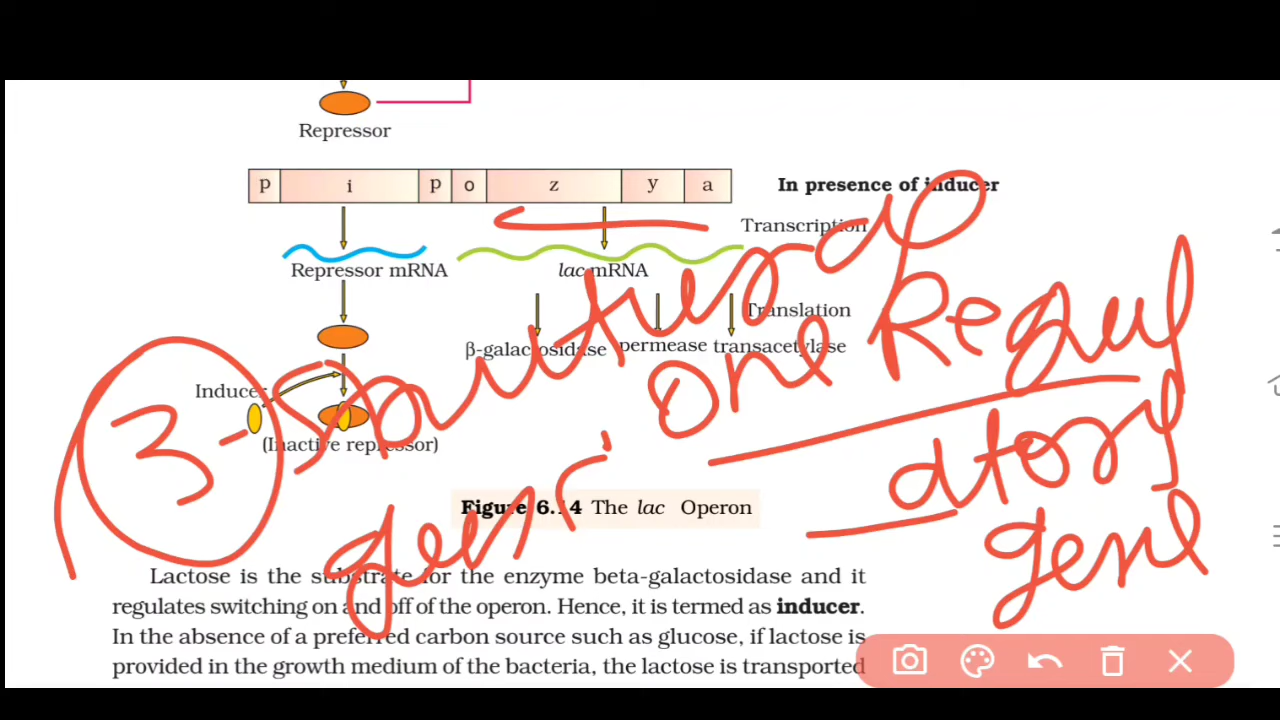 Repressor
p i p o z y a In presence of inducer
Transcription
Repressor mRNA lac mRNA
Translation
β-galactosidase permease transacetylase
Inducer
(Inactive repressor)
3- one Regul
atory
gene
Figure 6.14 The lac Operon
Lactose is the substrate for the enzyme beta-galactosidase and it
regulates switching on and off of the operon. Hence, it is termed as inducer.
In the absence of a preferred carbon source such as glucose, if lactose is
provided in the growth medium of the bacteria, the lactose is transported